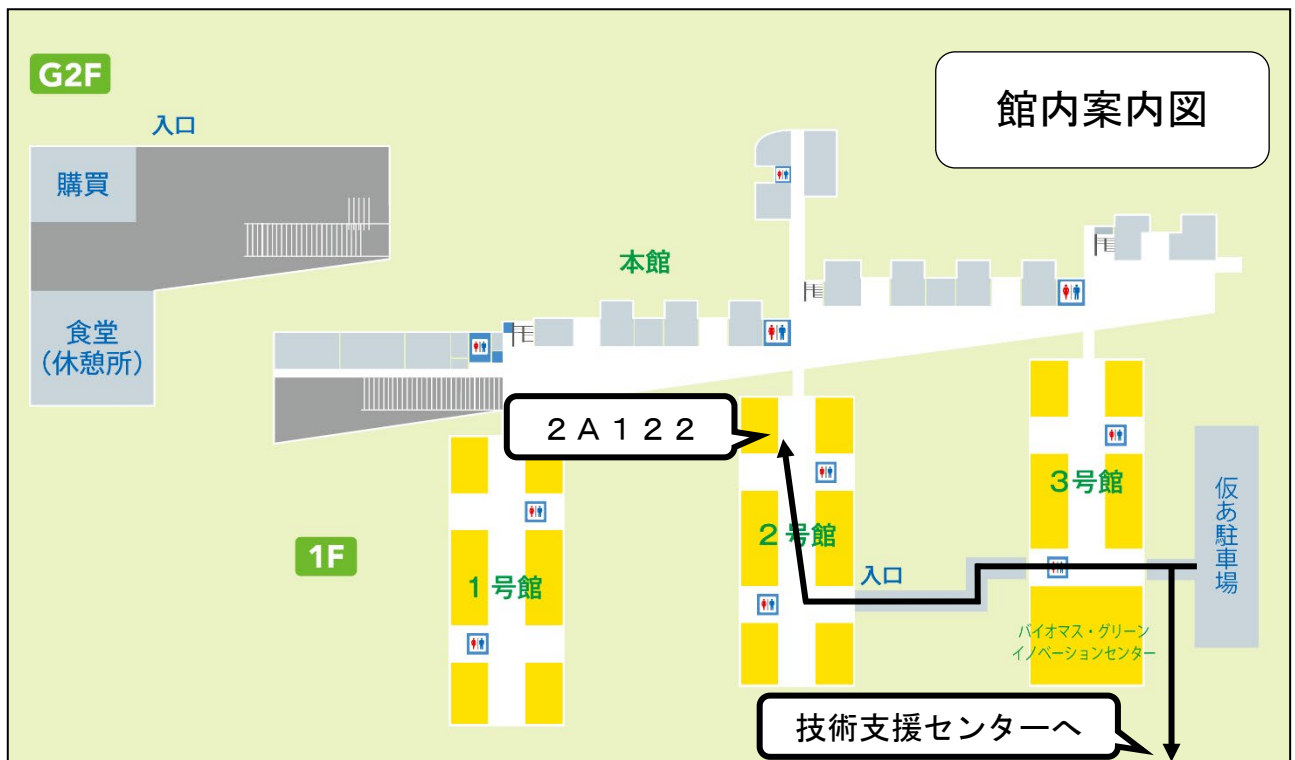 G2F
館内案内図
入口
購買
本館
食堂
（休憩所）
２Ａ１２２
３号館
仮あ駐車場
２号館
1F
入口
１号館
バイオマス・グリーン
イノベーションセンター
技術支援センターへ